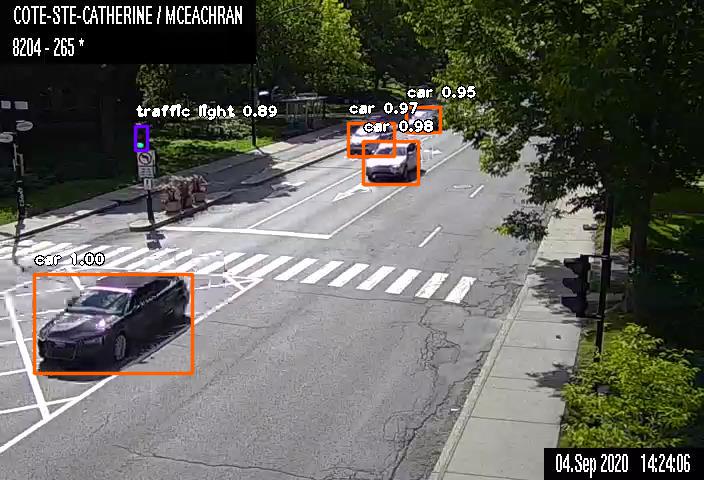 COTE-STE-CATHERINE / MCEACHRAN
8204 - 265 *
car 0.95
traffic light 0.89
car 0.97
car 0.98
car 1.00
04.Sep 2020 14:24:06